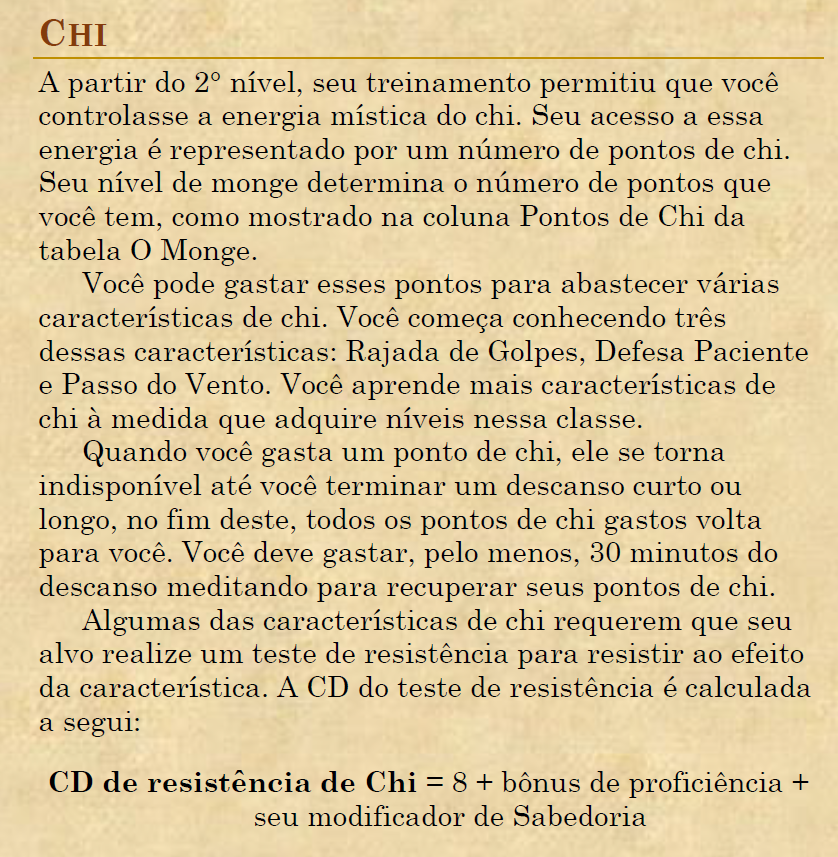 CHI
A partir do 2° nível, seu treinamento permitiu que você
controlasse a energia mística do chi. Seu acesso a essa
energia é representado por um número de pontos de chi.
Seu nível de monge determina o número de pontos que
você tem, como mostrado na coluna Pontos de Chi da
tabela O Monge.
Você pode gastar esses pontos para abastecer várias
características de chi. Você começa conhecendo três
dessas características: Rajada de Golpes, Defesa Paciente
e Passo do Vento. Você aprende mais características de
chi à medida que adquire níveis nessa classe.
Quando você gasta um ponto de chi, ele se torna
indisponível até você terminar um descanso curto ou
longo, no fim deste, todos os pontos de chi gastos volta
para você. Você deve gastar, pelo menos, 30 minutos do
descanso meditando para recuperar seus pontos de chi.
Algumas das características de chi requerem que seu
alvo realize um teste de resistência para resistir ao efeito
da característica. A CD do teste de resistência é calculada
a segui:
CD de resistência de Chi = 8 + bônus de proficiência +
seu modificador de Sabedoria